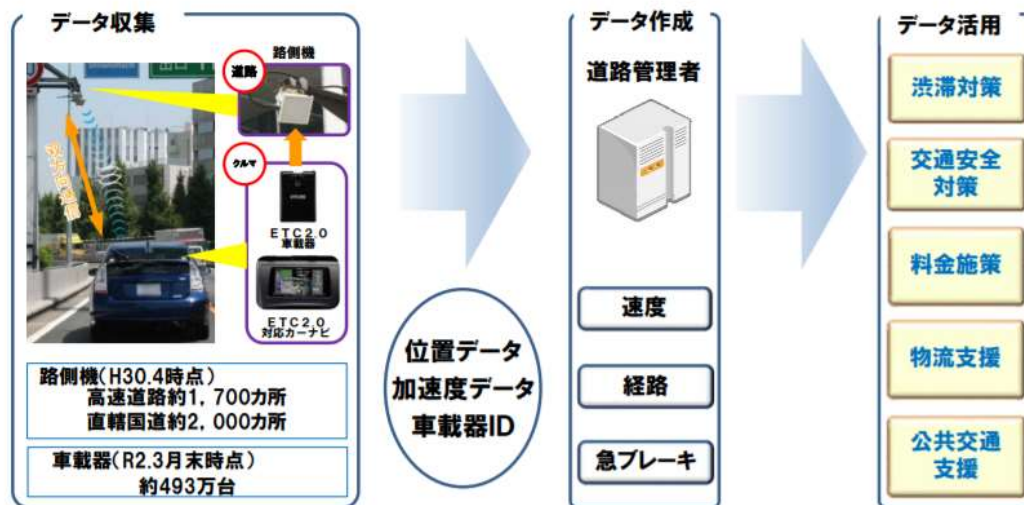 データ収集
路側機
道路
双方向通信
クルマ
ETC2.0
車載器
ETC2.0
対応カーナビ
路側機(H30.4時点)
高速道路約1,700カ所
直轄国道約2,000カ所
車載器(R2.3月末時点)
約493万台
位置データ
加速度データ
車載器ID
データ作成
道路管理者
速度
経路
急ブレーキ
データ活用
渋滞対策
交通安全
対策
料金施策
物流支援
公共交通
支援